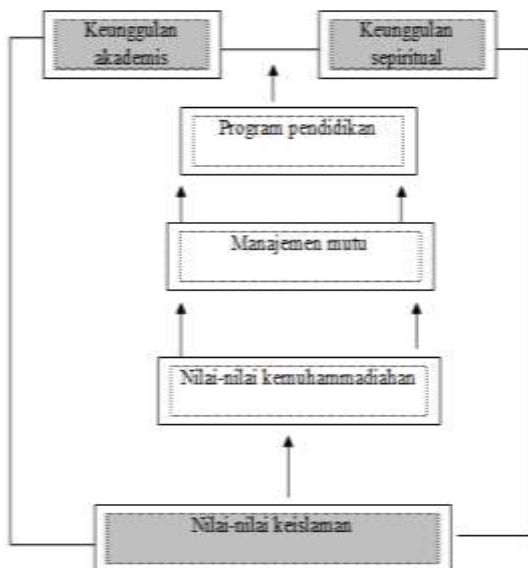 Keunggulan
akademis
Keunggulan
sepiritual
Program pendidikan
Manajemen mutu
Nilai-nilai kemuhammadiahan
Nilai-nilai keislaman